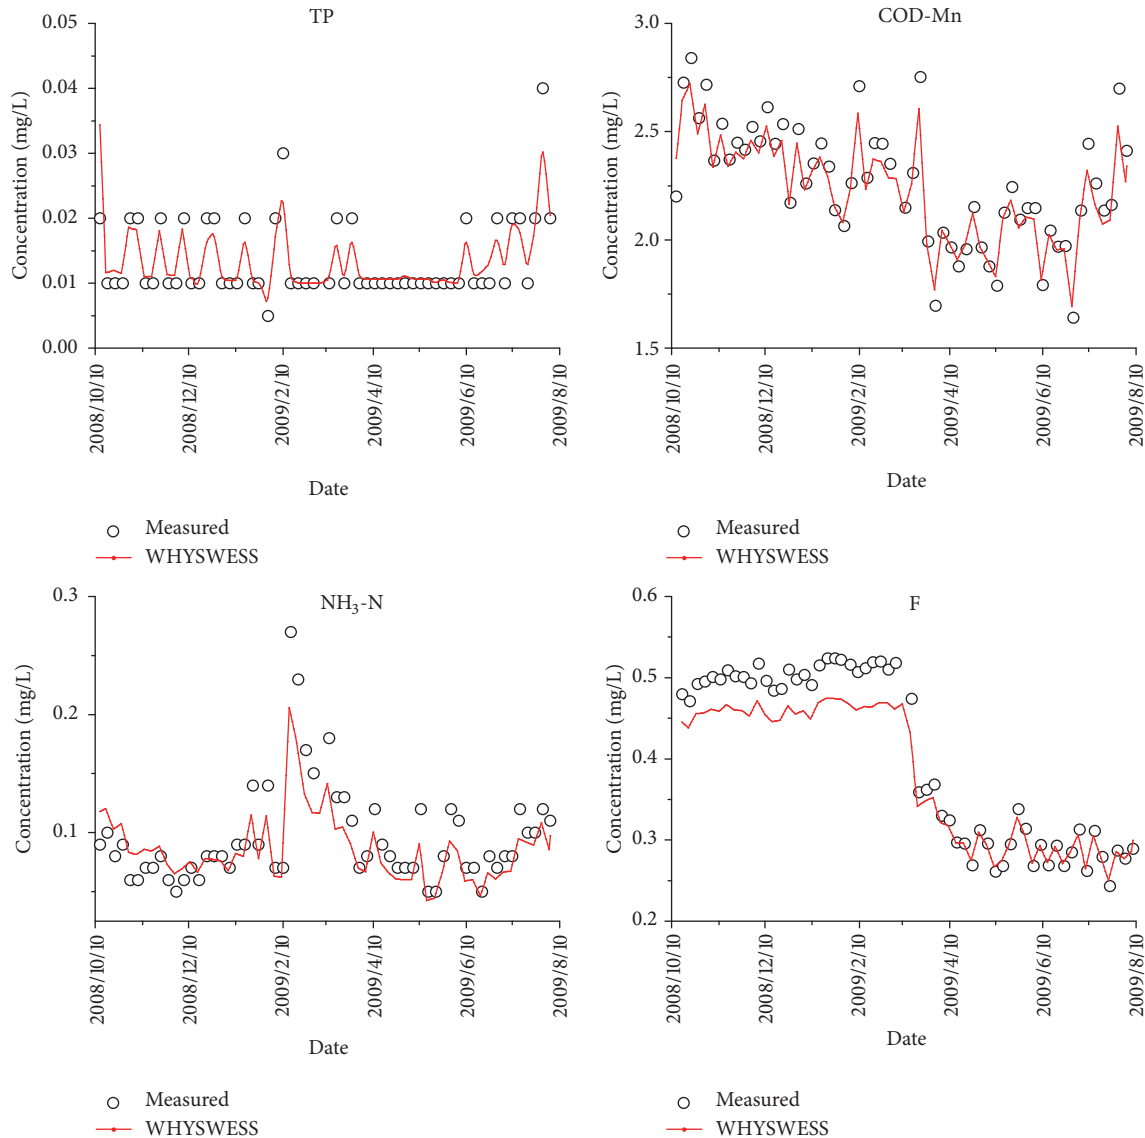 TP
Concentration (mg/L)
0.05
0.04
0.03
0.02
0.01
0.00
2008/10/10
2008/12/10
2009/2/10
2009/4/10
2009/6/10
2009/8/10
Date
Measured
WHYSWESS
COD-Mn
Concentration (mg/L)
3.0
2.5
2.0
1.5
2008/10/10
2008/12/10
2009/2/10
2009/4/10
2009/6/10
2009/8/10
Date
Measured
WHYSWESS
NH3-N
Concentration (mg/L)
0.3
0.2
0.1
2008/10/10
2008/12/10
2009/2/10
2009/4/10
2009/6/10
2009/8/10
Date
Measured
WHYSWESS
F
Concentration (mg/L)
0.6
0.5
0.4
0.3
0.2
2008/10/10
2008/12/10
2009/2/10
2009/4/10
2009/6/10
2009/8/10
Date
Measured
WHYSWESS